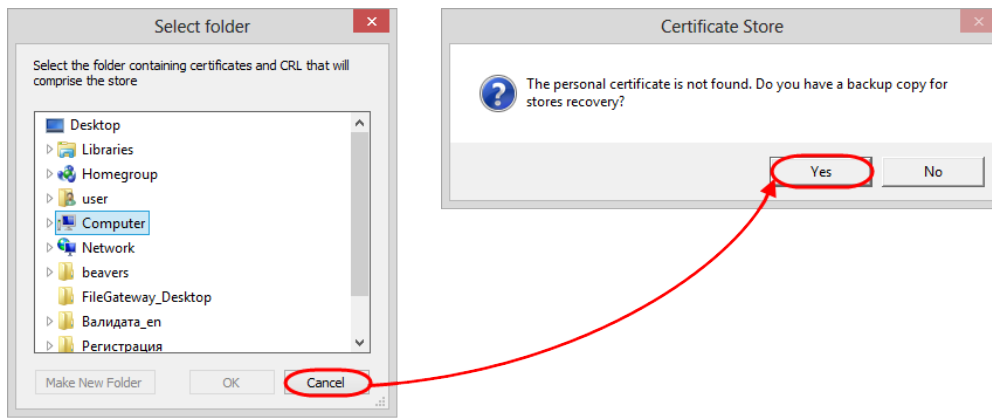 Select folder
Select the folder containing certificates and CRL that will
comprise the store
Desktop
Libraries
Homegroup
user
Computer
Network
beavers
FileGateway_Desktop
Валидата_en
Регистрация
Make New Folder
OK
Cancel
Certificate Store
The personal certificate is not found. Do you have a backup copy for
stores recovery?
Yes
No